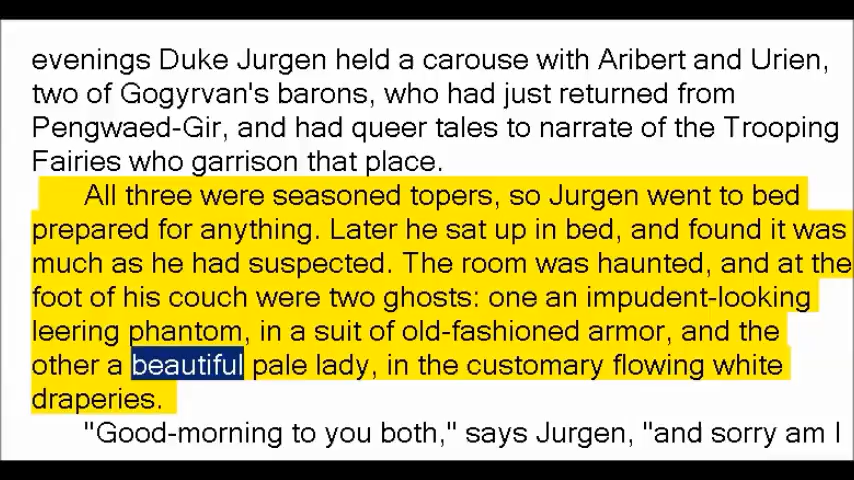 evenings Duke Jurgen held a carouse with Aribert and Urien,
two of Gogyrvan's barons, who had just returned from
Pengwaed-Gir, and had queer tales to narrate of the Trooping
Fairies who garrison that place.
All three were seasoned topers, so Jurgen went to bed
prepared for anything. Later he sat up in bed, and found it was
much as he had suspected. The room was haunted, and at the
foot of his couch were two ghosts: one an impudent-looking
leering phantom, in a suit of old-fashioned armor, and the
other a beautiful pale lady, in the customary flowing white
draperies.
"Good-morning to you both," says Jurgen, "and sorry am I